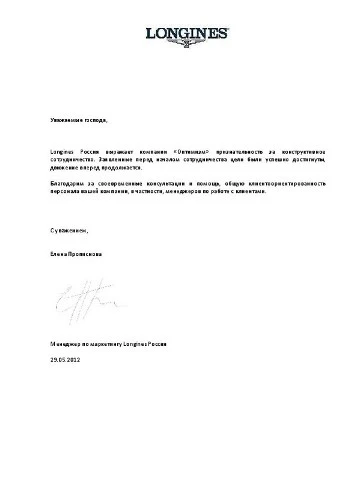 LONGINES
Уважаемые господа,
Longines Россия выражает компании «Оптимизм» признательность за конструктивное
сотрудничество. Заявленные перед началом сотрудничества цели были успешно достигнуты,
движение вперед продолжается.
Благодарим за своевременные консультации и помощь, общую клиентоориентированность
персонала вашей компании, в частности, менеджеров по работе с клиентами.
С уважением,
Елена Прописнова
Менеджер по маркетингу Longines Россия
29.05.2012